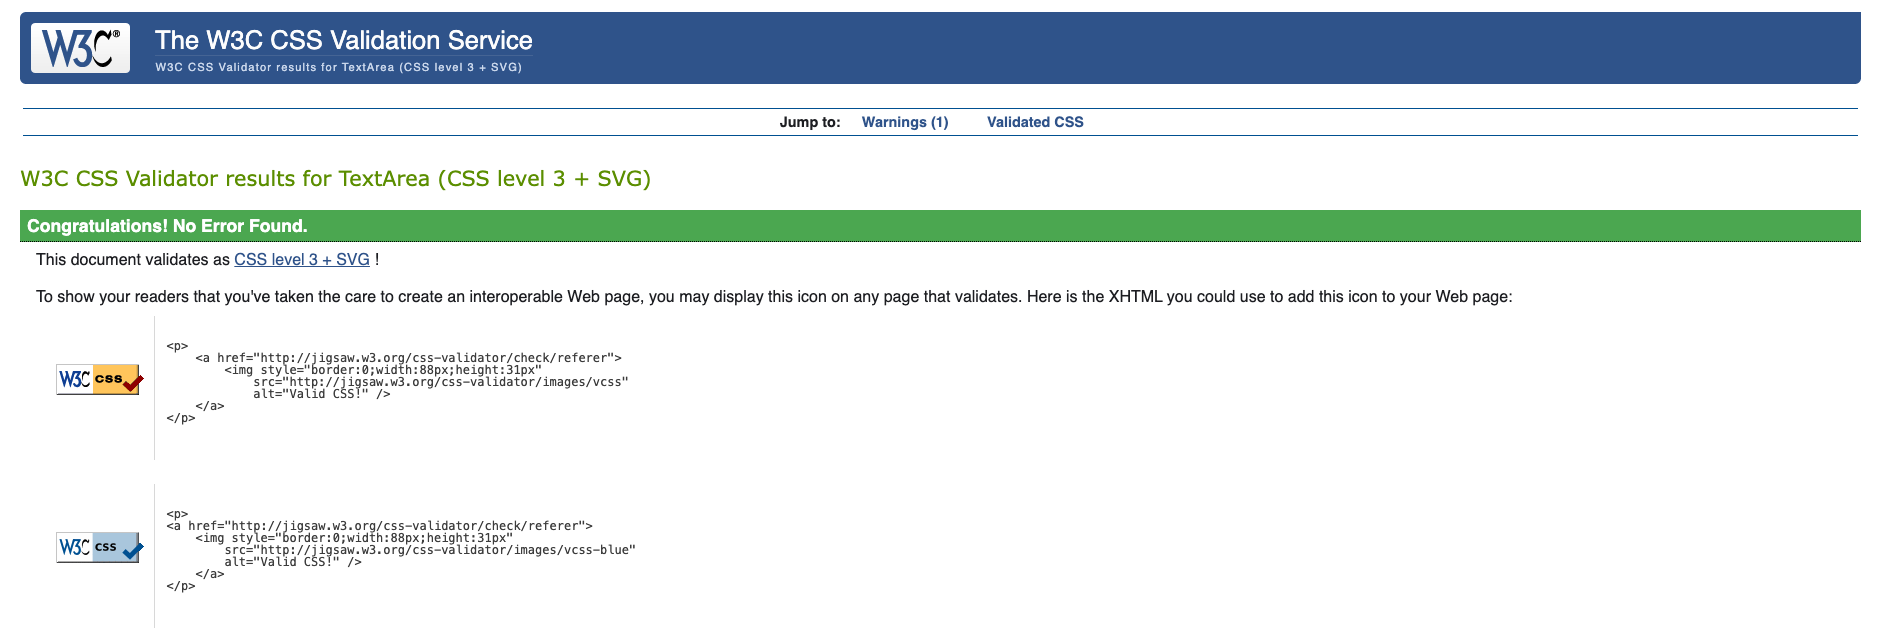 W3C®
The W3C CSS Validation Service
W3C CSS Validator results for TextArea (CSS level 3 + SVG)
Jump to: Warnings (1) Validated CSS
W3C CSS Validator results for TextArea (CSS level 3 + SVG)
Congratulations! No Error Found.
This document validates as CSS level 3 + SVG !
To show your readers that you've taken the care to create an interoperable Web page, you may display this icon on any page that validates. Here is the XHTML you could use to add this icon to your Web page:
W3C css
<p>
<a href="http://jigsaw.w3.org/css-validator/check/referer">
<img style="border:0;width:88px;height:31px"
src="http://jigsaw.w3.org/css-validator/images/vcss"
alt="Valid CSS!" />
</a>
</p>
W3C css
<p>
<a href="http://jigsaw.w3.org/css-validator/check/referer">
<img style="border:0;width:88px;height:31px"
src="http://jigsaw.w3.org/css-validator/images/vcss-blue"
alt="Valid CSS!" />
</a>
</p>